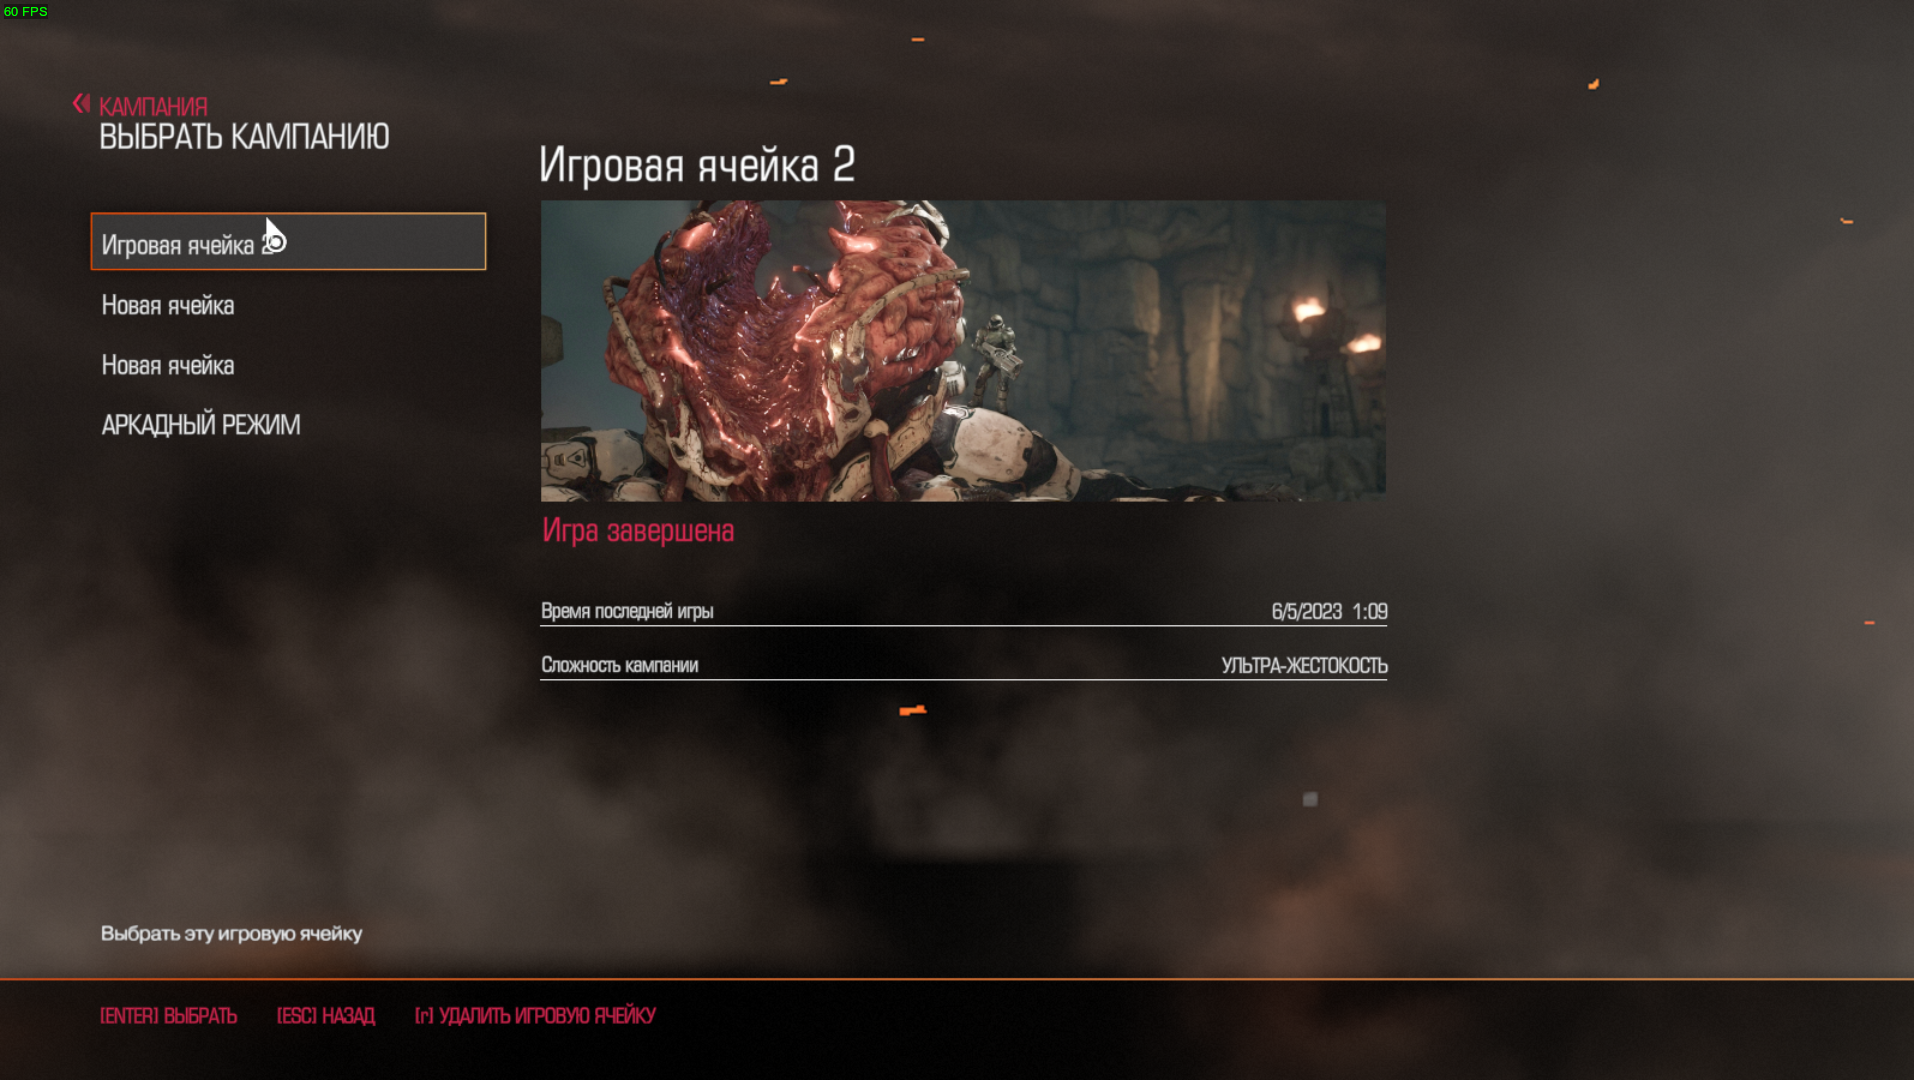 60 FPS
КАМПАНИЯ
ВЫБРАТЬ КАМПАНИЮ
Игровая ячейка 2
Игровая ячейка 2
Новая ячейка
Новая ячейка
АРКАДНЫЙ РЕЖИМ
Игра завершена
Время последней игры 6/5/2023 1:09
Сложность кампании УЛЬТРА-ЖЕСТОКОСТЬ
Выбрать эту игровую ячейку
[ENTER] ВЫБРАТЬ [ESC] НАЗАД [r] УДАЛИТЬ ИГРОВУЮ ЯЧЕЙКУ